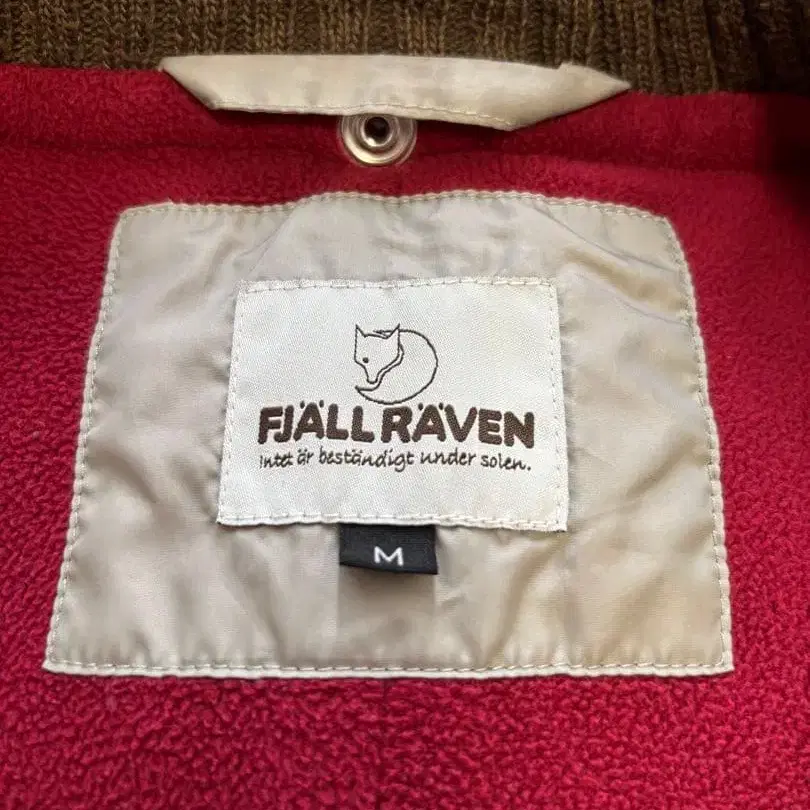 FJÄLLRÄVEN
intet är beständigt under solen.
M